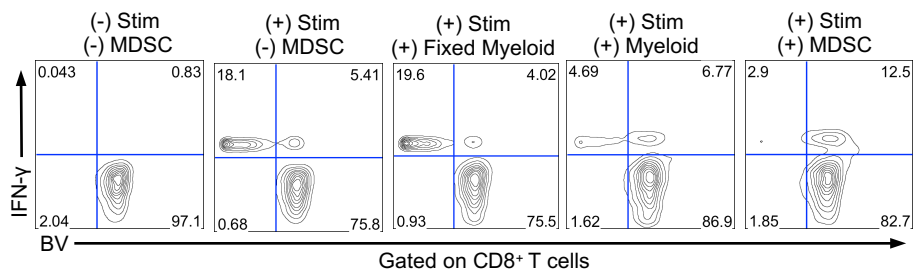 (-) Stim
(-) MDSC
(+) Stim
(-) MDSC
(+) Stim
(+) Fixed Myeloid
(+) Stim
(+) Myeloid
(+) Stim
(+) MDSC
IFN-γ
0.043 0.83
2.04 97.1
18.1 5.41
0.68 75.8
19.6 4.02
0.93 75.5
4.69 6.77
1.62 86.9
2.9 12.5
1.85 82.7
BV
Gated on CD8⁺ T cells